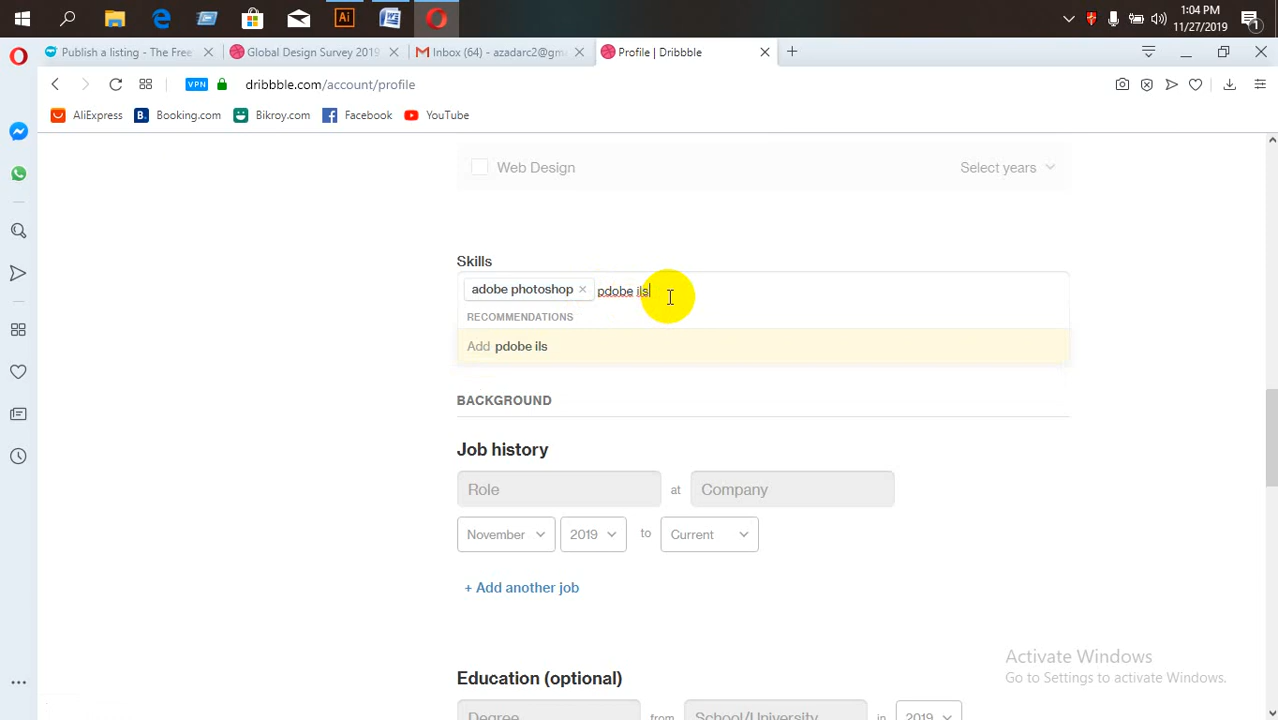 1:04 PM
11/27/2019
Publish a listing - The Free
Global Design Survey 2019
Inbox (64) - azadarc2@gm
Profile | Dribbble
VPN
dribbble.com/account/profile
AliExpress
Booking.com
Bikroy.com
Facebook
YouTube
Web Design
Select years
Skills
adobe photoshop
pdobe ils
RECOMMENDATIONS
Add pdobe ils
BACKGROUND
Job history
Role at Company
November 2019 to Current
+ Add another job
Education (optional)
Degree from School/University in 2019
Activate Windows
Go to Settings to activate Windows.